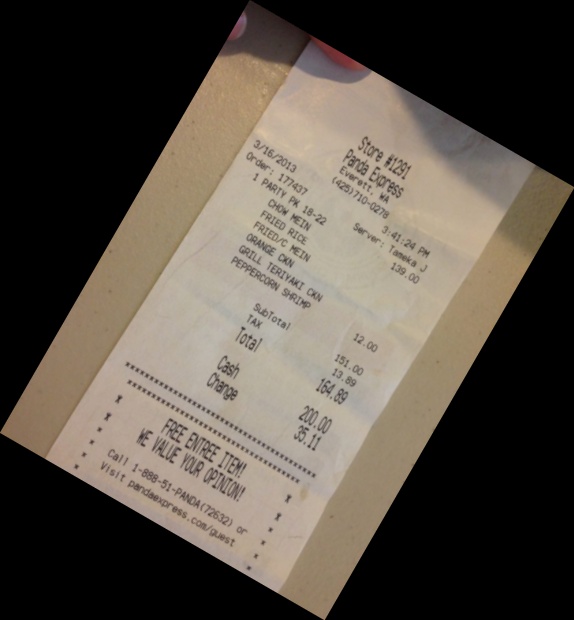 Store #1291
Panda Express
Everett, WA
(425)710-0278
3/16/2013 3:41:24 PM
Order: 177437 Server: Tameka J
1 PARTY PK 18-22 139.00
CHOW MEIN
FRIED RICE
FRIED/C MEIN
ORANGE CKN
GRILL TERIYAKI CKN
PEPPERCORN SHRIMP 12.00
SubTotal 151.00
TAX 13.89
Total 164.89
Cash 200.00
Change 35.11
FREE ENTREE ITEM!
WE VALUE YOUR OPINION!
Call 1-888-51-PANDA(72632) or
Visit pandaexpress.com/guest